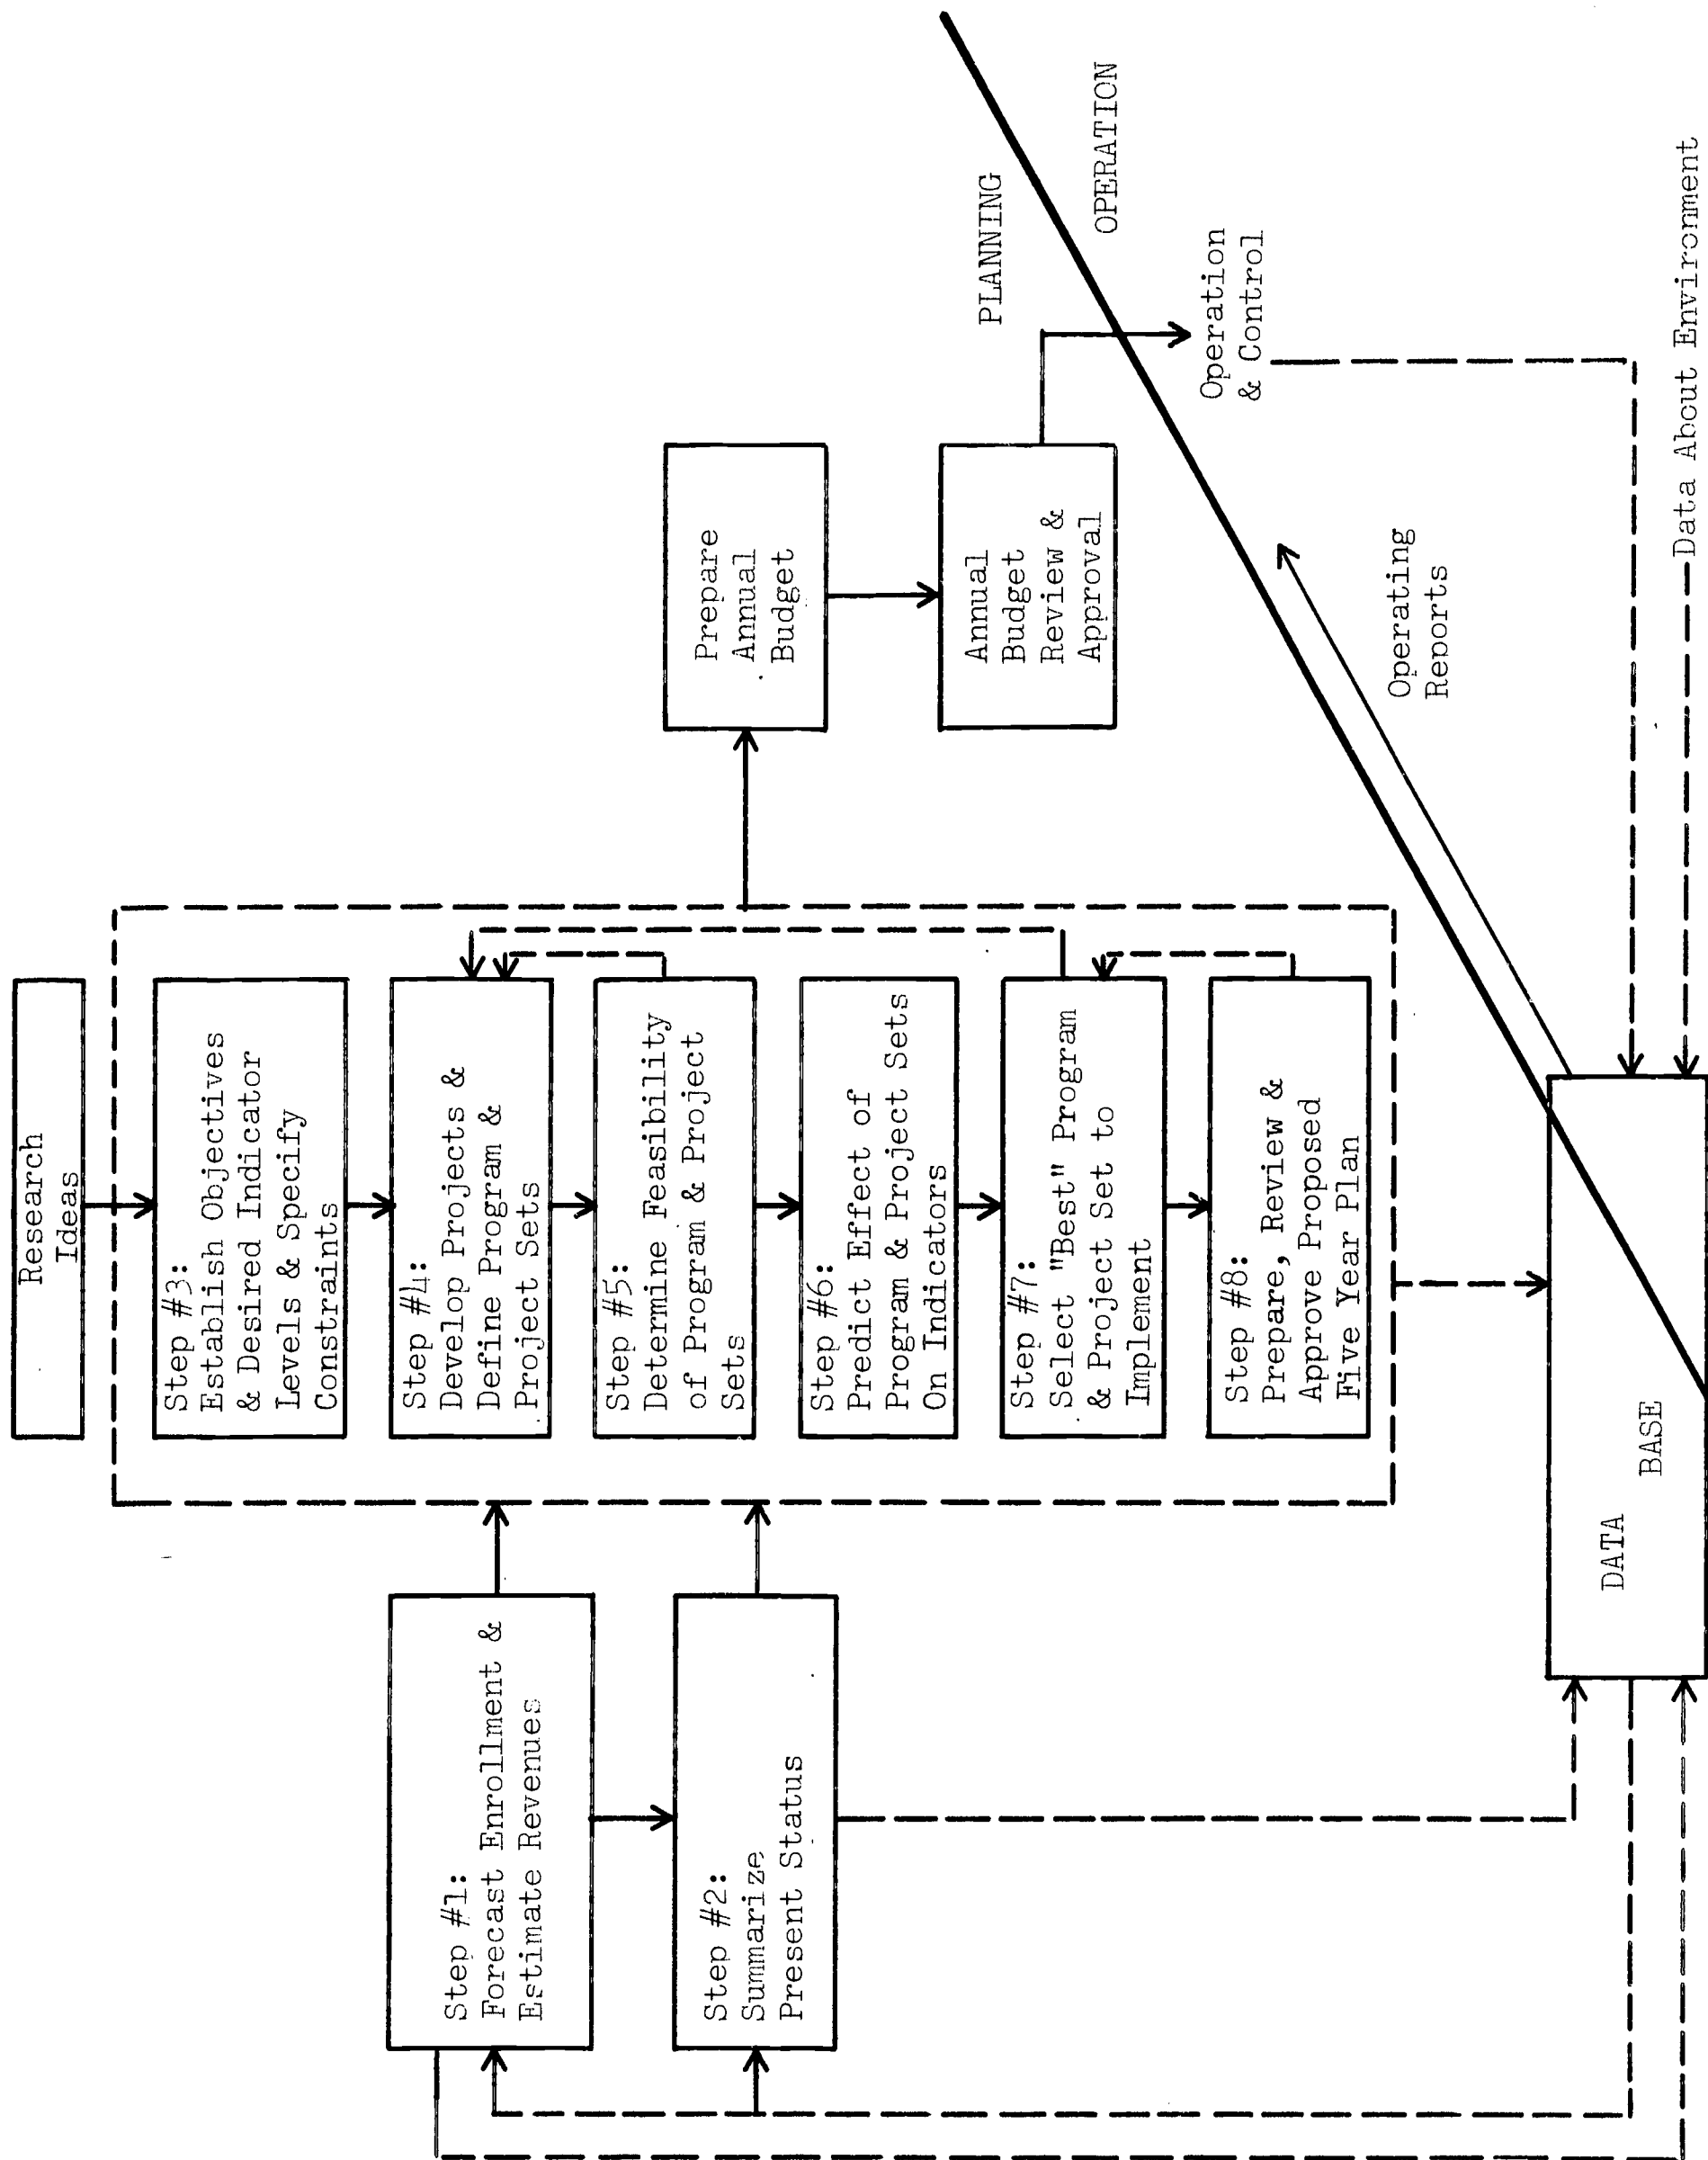 Research
Ideas
Step #3:
Establish Objectives
& Desired Indicator
Levels & Specify
Constraints
Step #4:
Develop Projects &
Define Program &
Project Sets
Step #5:
Determine Feasibility
of Program & Project
Sets
Step #6:
Predict Effect of
Program & Project Sets
On Indicators
Step #7:
Select "Best" Program
& Project Set to
Implement
Step #8:
Prepare, Review &
Approve Proposed
Five Year Plan
Step #1:
Forecast Enrollment &
Estimate Revenues
Step #2:
Summarize
Present Status
Prepare
Annual
Budget
Annual
Budget
Review &
Approval
PLANNING
OPERATION
Operation
& Control
Operating
Reports
DATA
BASE
Data About Environment